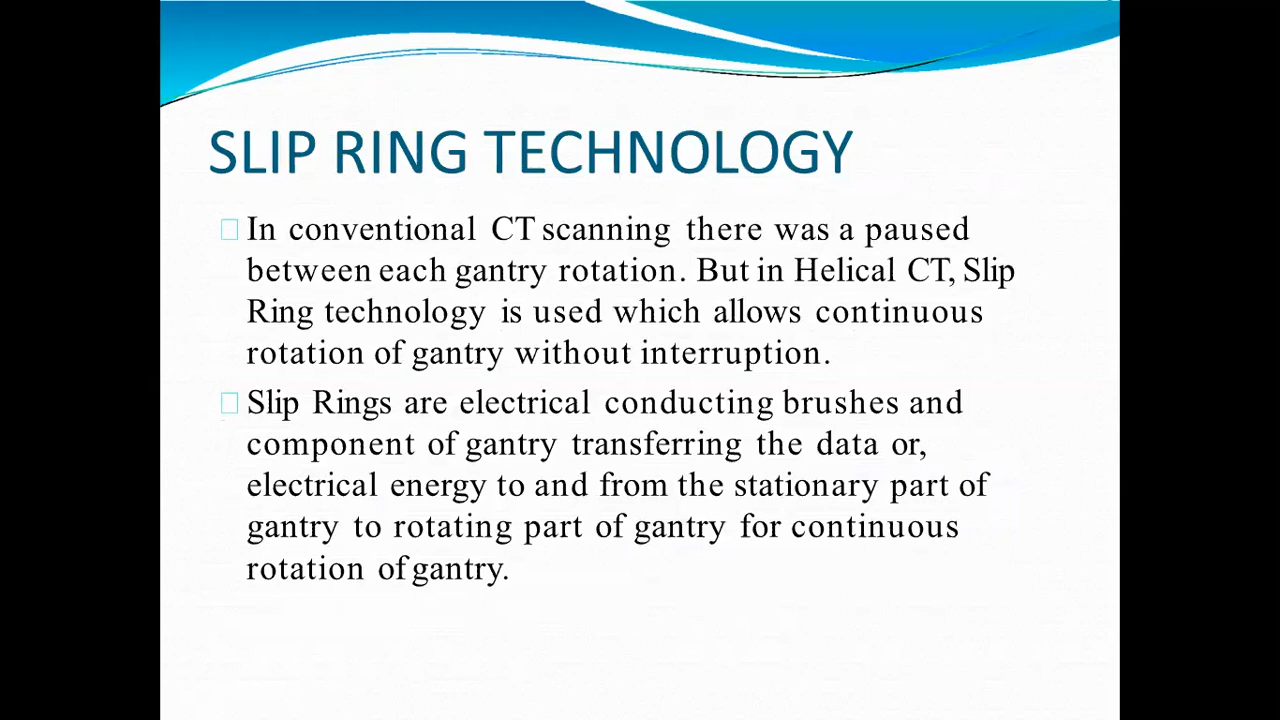 SLIP RING TECHNOLOGY
In conventional CT scanning there was a paused
between each gantry rotation. But in Helical CT, Slip
Ring technology is used which allows continuous
rotation of gantry without interruption.
Slip Rings are electrical conducting brushes and
component of gantry transferring the data or,
electrical energy to and from the stationary part of
gantry to rotating part of gantry for continuous
rotation of gantry.